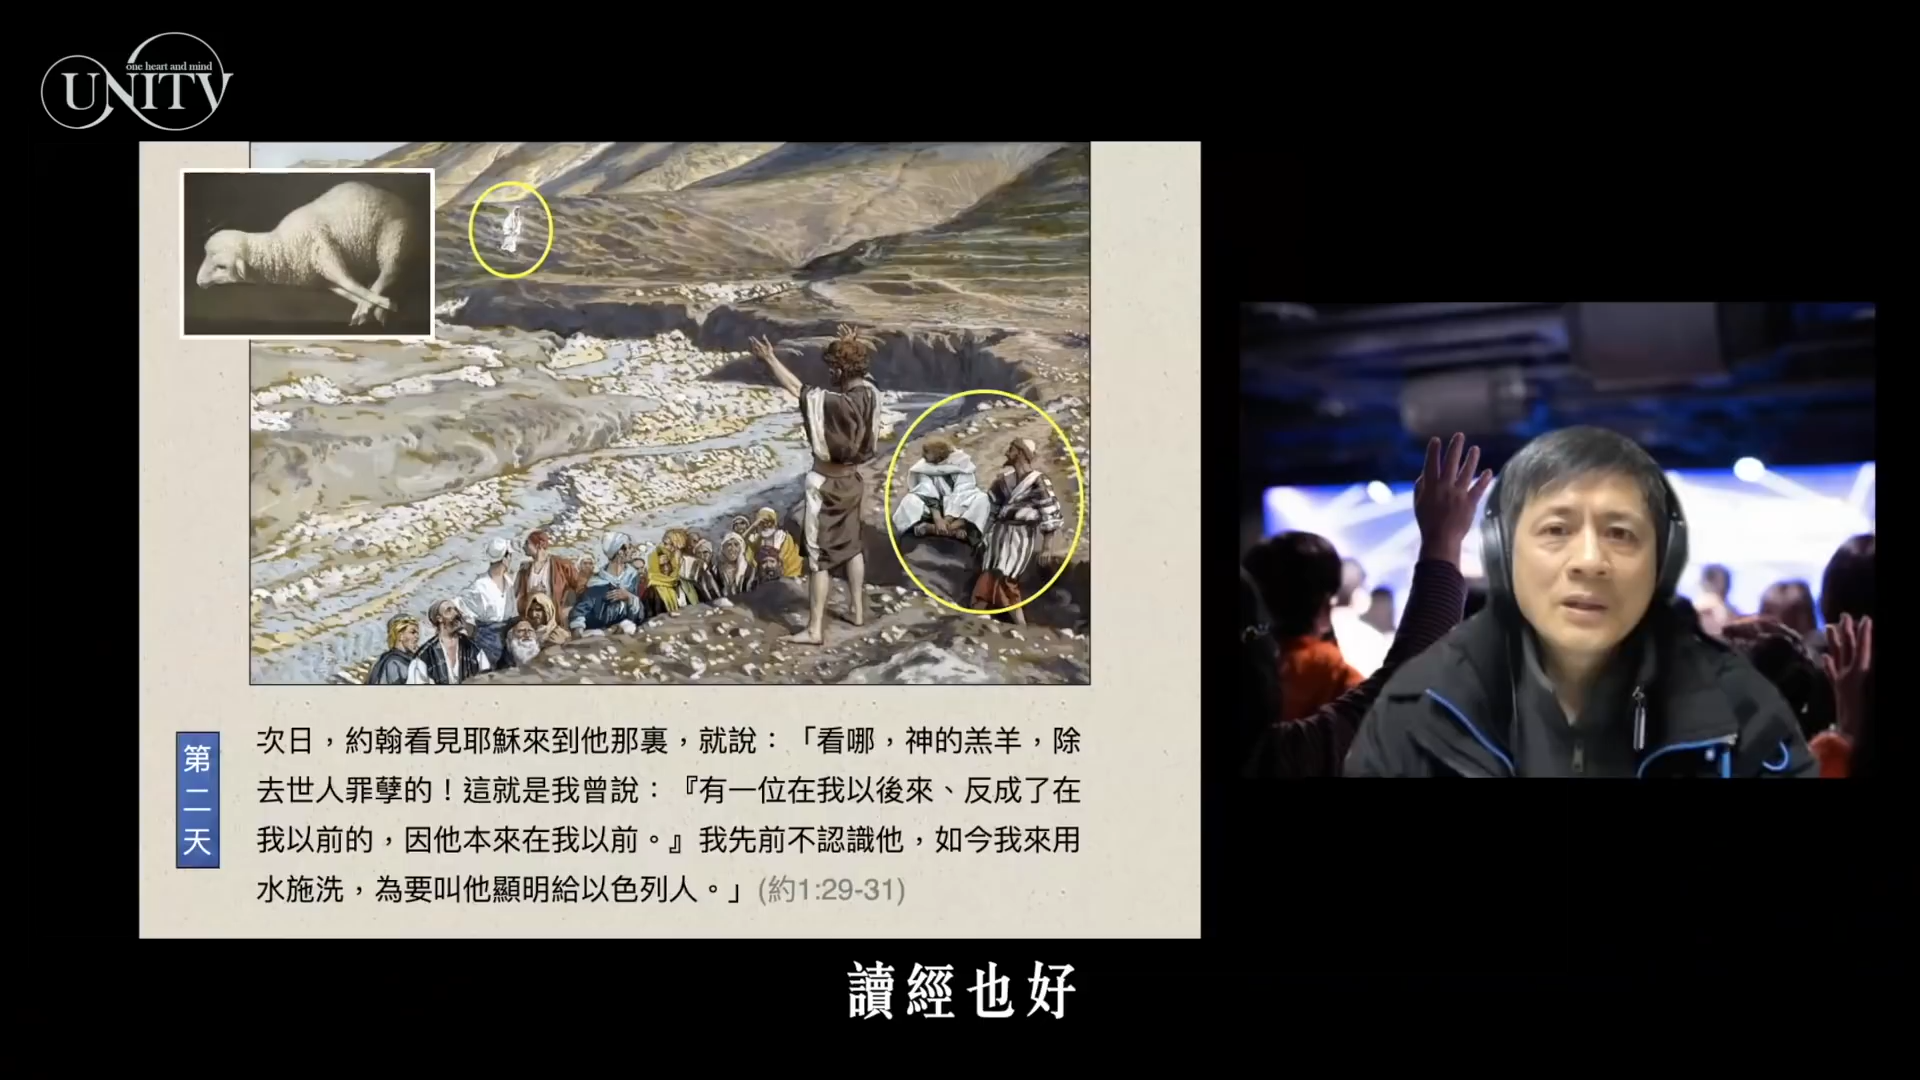 one heart and mind
UNITY
第二天
次日，約翰看見耶穌來到他那裏，就說：「看哪，神的羔羊，除
去世人罪孽的！這就是我曾說：『有一位在我以後來、反成了在
我以前的，因他本來在我以前。』我先前不認識他，如今我來用
水施洗，為要叫他顯明給以色列人。」(約1:29-31)
讀經也好